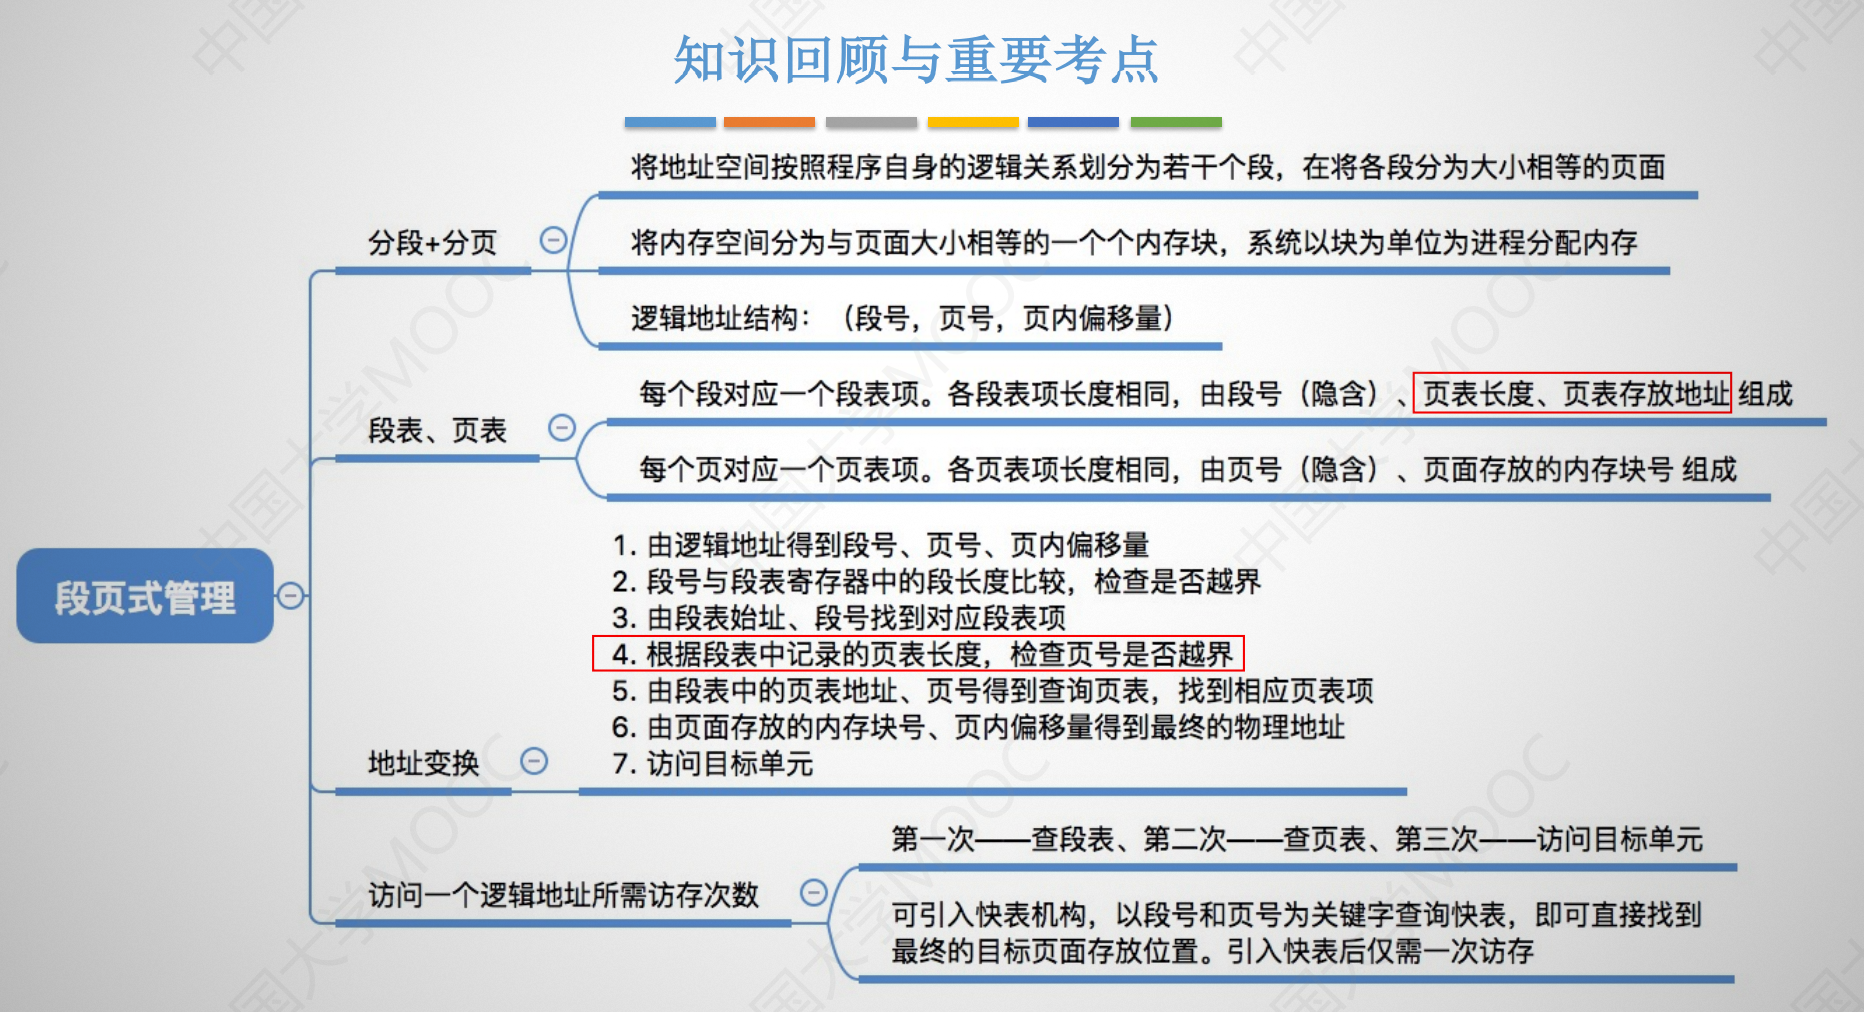 知识回顾与重要考点
将地址空间按照程序自身的逻辑关系划分为若干个段，在将各段分为大小相等的页面
分段+分页
将内存空间分为与页面大小相等的一个个内存块，系统以块为单位为进程分配内存
逻辑地址结构：（段号，页号，页内偏移量）
每个段对应一个段表项。各段表项长度相同，由段号（隐含）、页表长度、页表存放地址 组成
段表、页表
每个页对应一个页表项。各页表项长度相同，由页号（隐含）、页面存放的内存块号 组成
段页式管理
1. 由逻辑地址得到段号、页号、页内偏移量
2. 段号与段表寄存器中的段长度比较，检查是否越界
3. 由段表始址、段号找到对应段表项
4. 根据段表中记录的页表长度，检查页号是否越界
5. 由段表中的页表地址、页号得到查询页表，找到相应页表项
6. 由页面存放的内存块号、页内偏移量得到最终的物理地址
7. 访问目标单元
地址变换
第一次——查段表、第二次——查页表、第三次——访问目标单元
访问一个逻辑地址所需访存次数
可引入快表机构，以段号和页号为关键字查询快表，即可直接找到
最终的目标页面存放位置。引入快表后仅需一次访存
中国大学MOOC